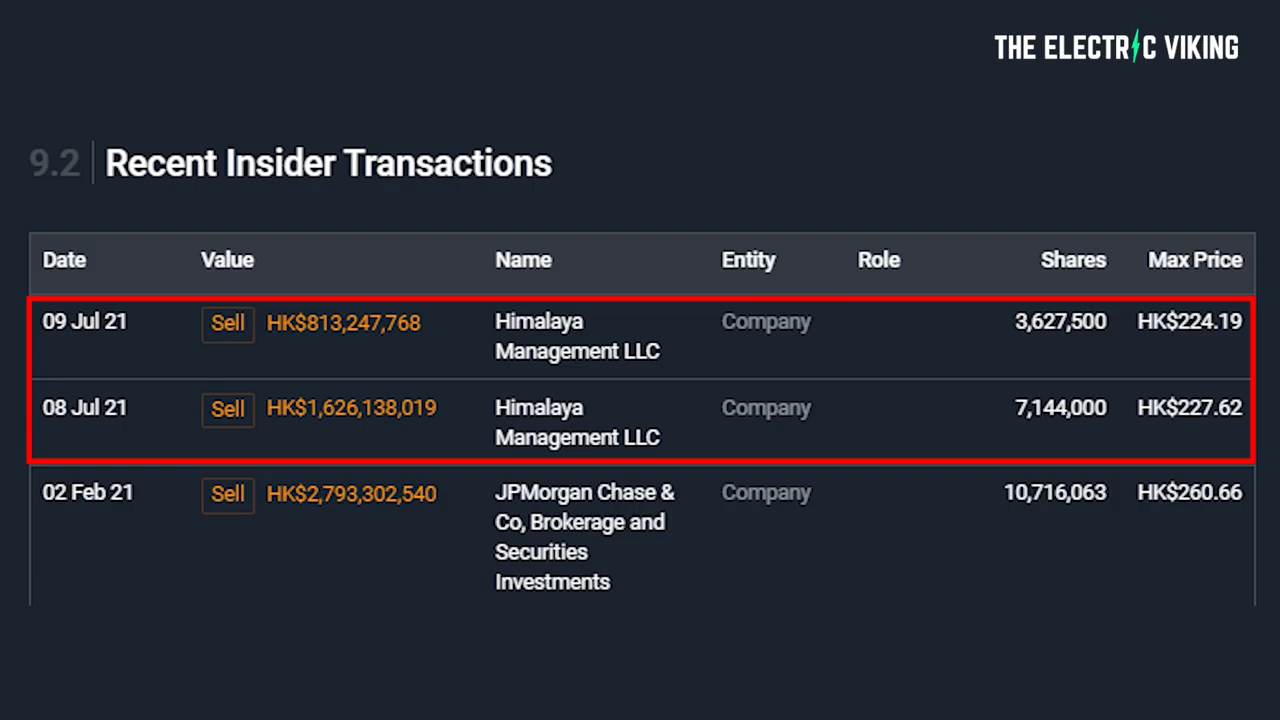 THE ELECTRIC VIKING
9.2 Recent Insider Transactions
Date Value Name Entity Role Shares Max Price
09 Jul 21 Sell HK$813,247,768 Himalaya Company 3,627,500 HK$224.19
Management LLC
08 Jul 21 Sell HK$1,626,138,019 Himalaya Company 7,144,000 HK$227.62
Management LLC
02 Feb 21 Sell HK$2,793,302,540 JPMorgan Chase & Company 10,716,063 HK$260.66
Co, Brokerage and
Securities
Investments